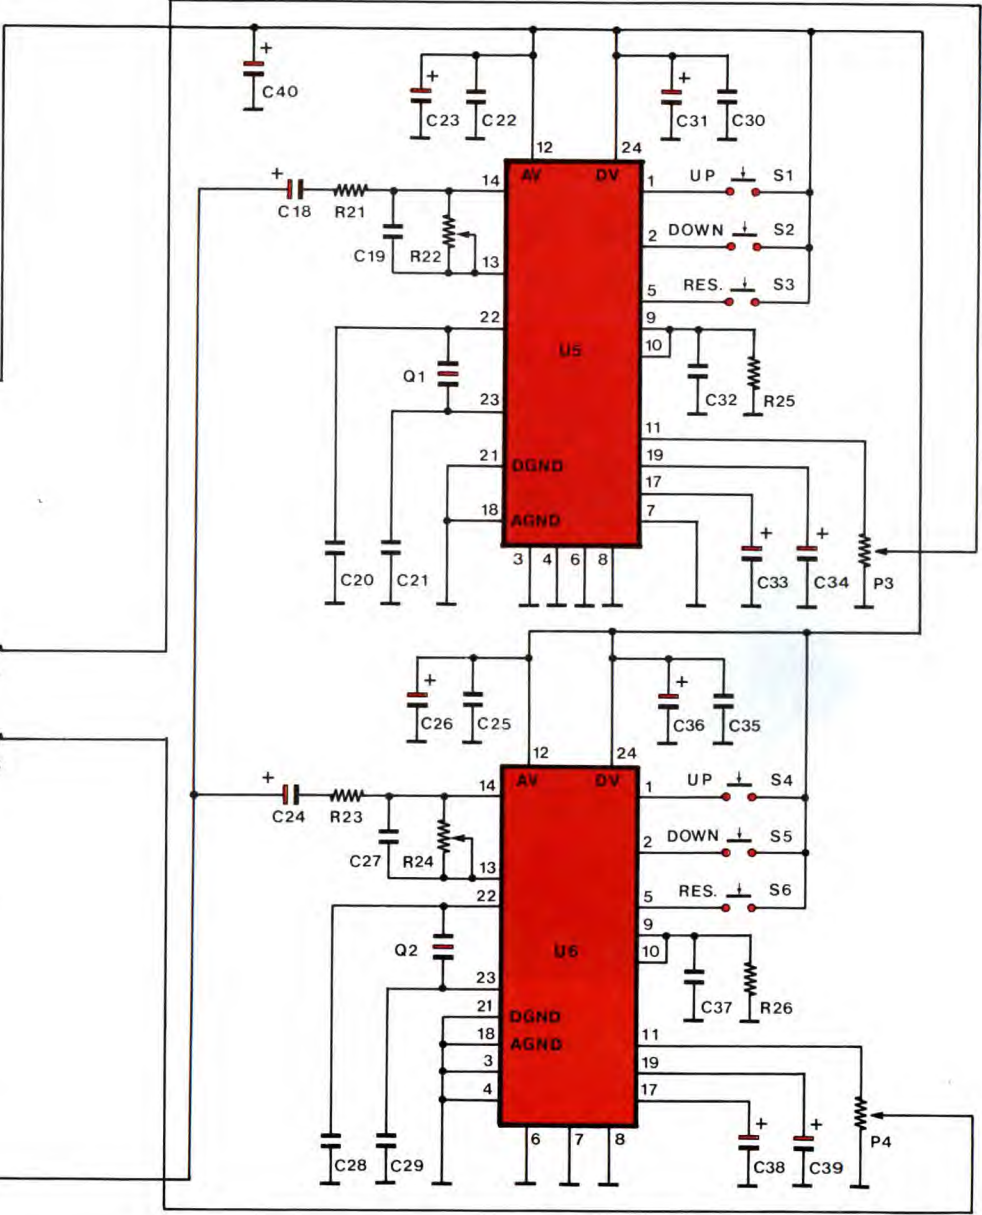 +
C40
+
C23
C22
+
C31
C30
12
24
AV
DV
+
C18
R21
14
C19
R22
13
1
UP
S1
2
DOWN
S2
5
RES.
S3
22
9
U5
10
Q1
C32
R25
23
11
21
DGND
19
17
18
AGND
7
3
4
6
8
C20
C21
+
C33
+
C34
P3
+
C26
C25
+
C36
C35
12
24
AV
DV
+
C24
R23
14
C27
R24
13
1
UP
S4
2
DOWN
S5
5
RES.
S6
22
9
U6
10
Q2
C37
R26
23
21
DGND
18
AGND
11
3
19
4
17
6
7
8
C28
C29
+
C38
+
C39
P4